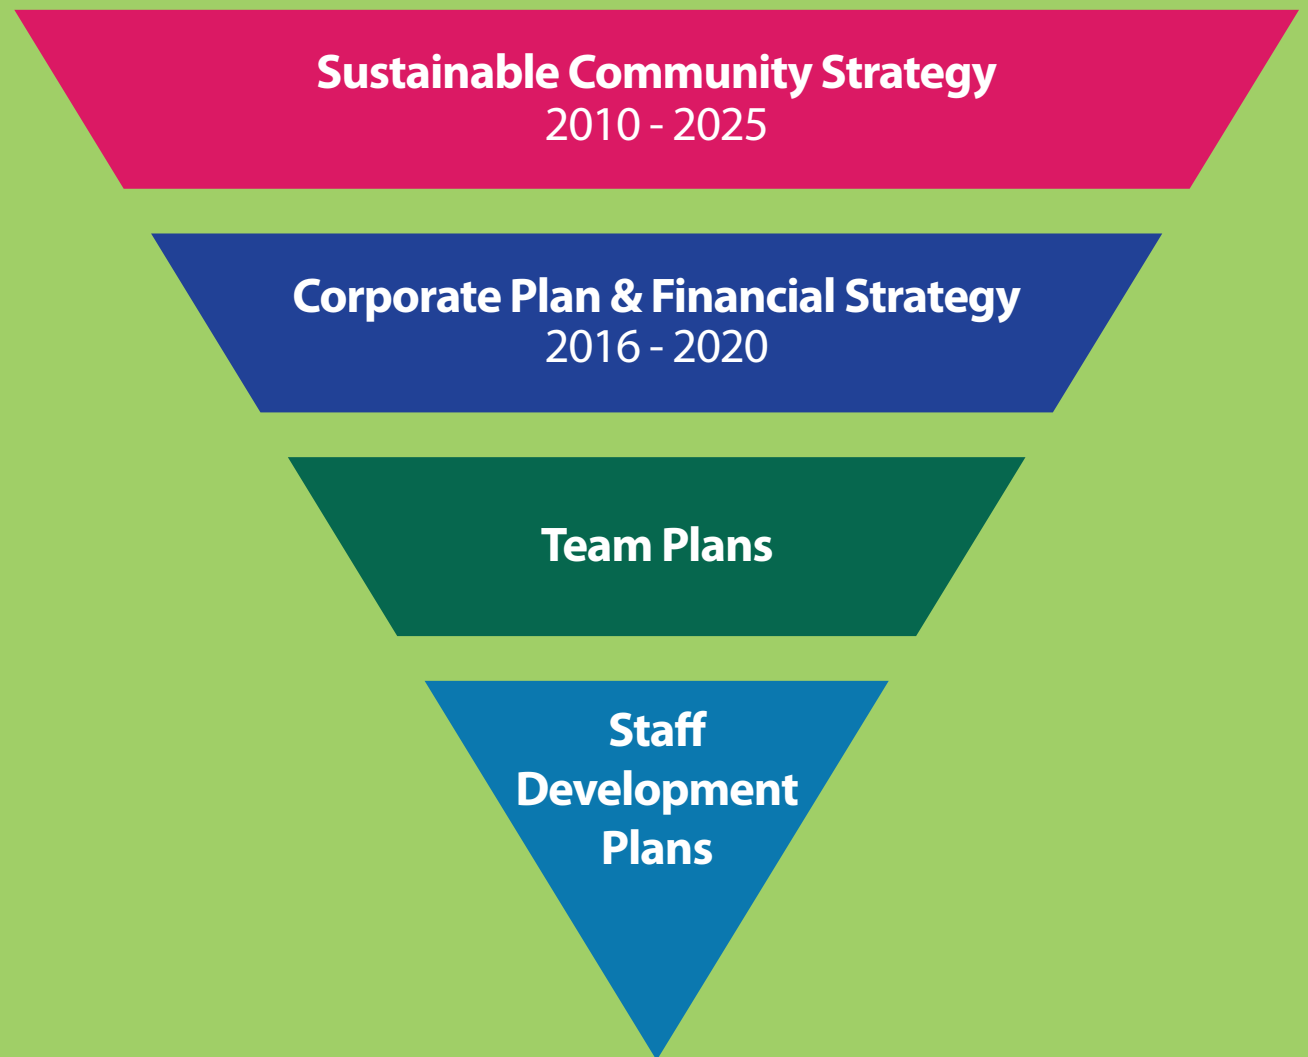 Sustainable Community Strategy
2010 - 2025
Corporate Plan & Financial Strategy
2016 - 2020
Team Plans
Staff
Development
Plans